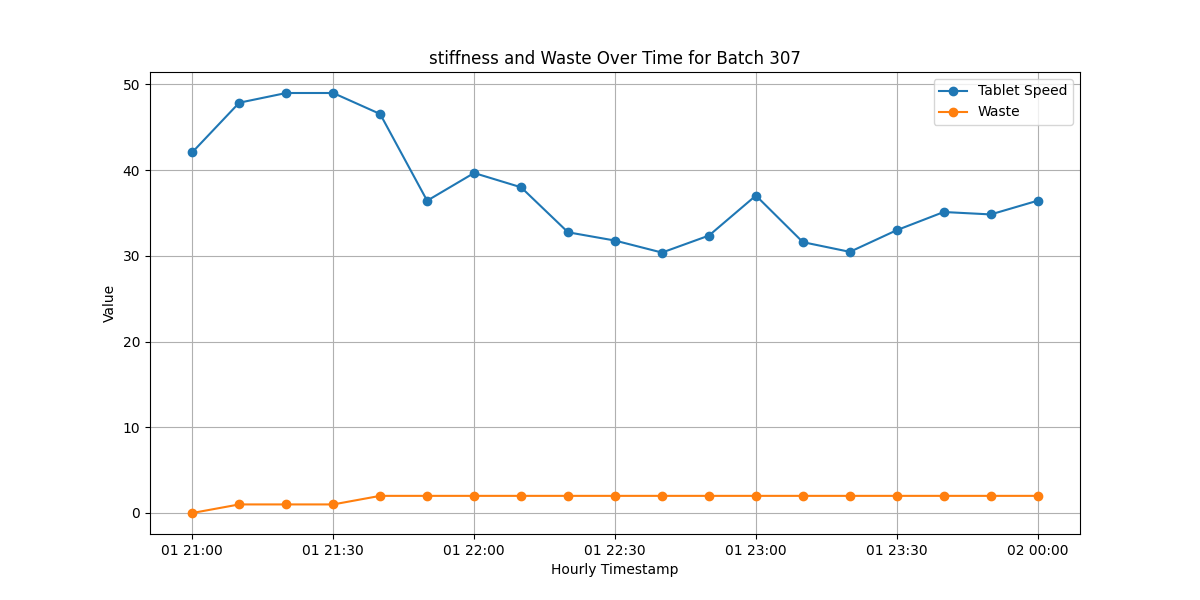 stiffness and Waste Over Time for Batch 307
Tablet Speed
Waste
50
40
30
20
10
0
Value
01 21:00 01 21:30 01 22:00 01 22:30 01 23:00 01 23:30 02 00:00
Hourly Timestamp